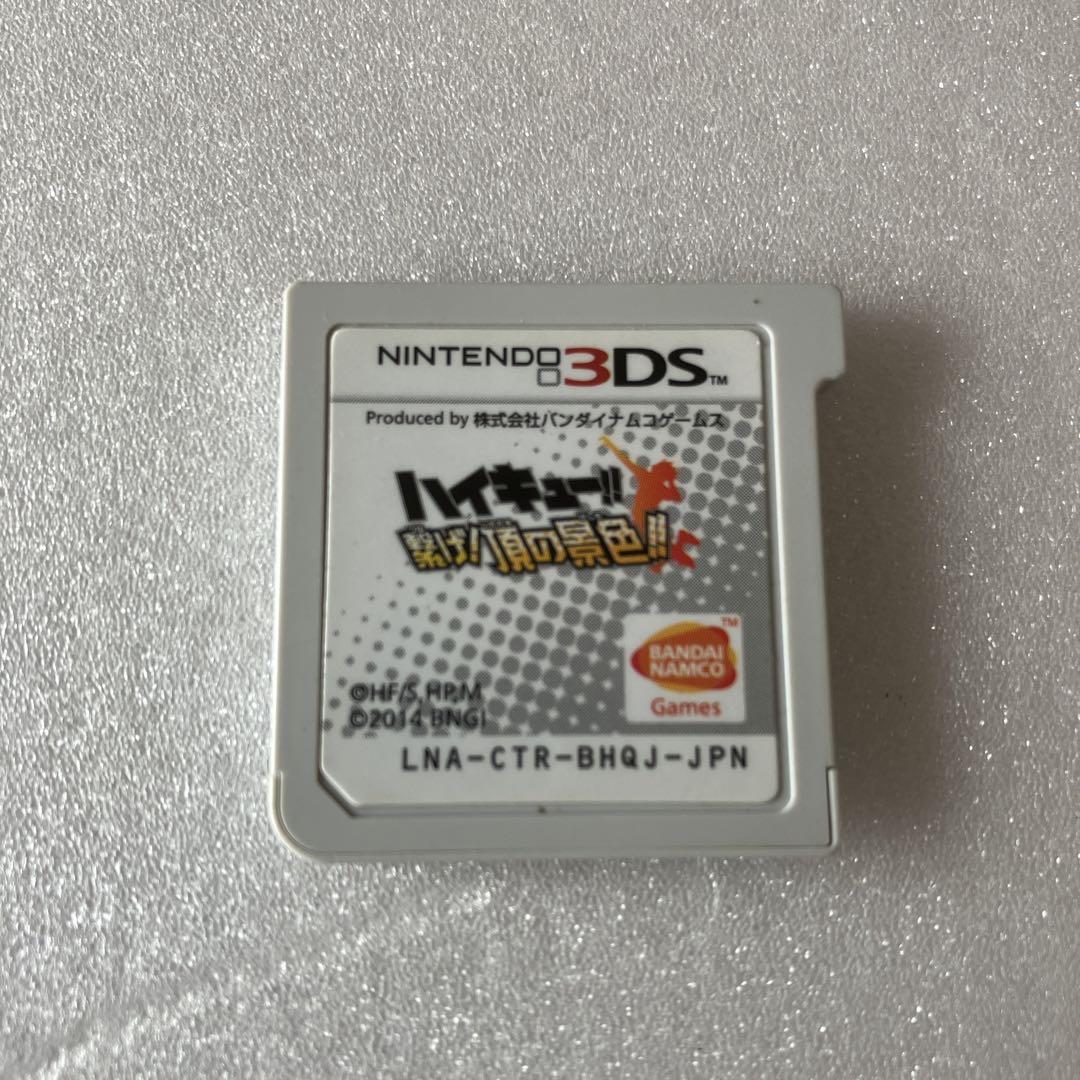 NINTENDO 3DS™
Produced by 株式会社バンダイナムコゲームス
ハイキュー!!
繋げ!頂の景色!!
™
BANDAI
NAMCO
Games
©HF/S,HP,M
©2014 BNGI
LNA-CTR-BHQJ-JPN